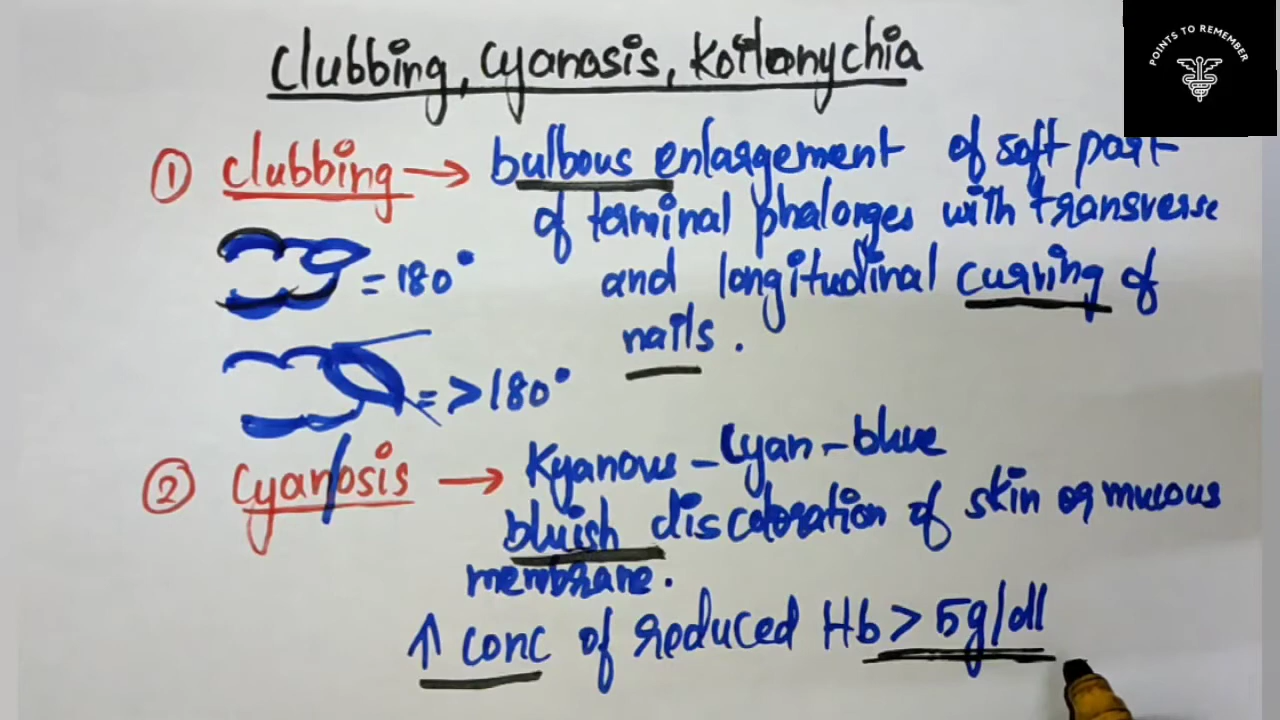 POINTS TO REMEMBER
Clubbing, Cyanosis, Koilonychia
① Clubbing → bulbous enlargement of soft part
of terminal phalanges with transverse
and longitudinal curving of
nails.
= 180°
= > 180°
② Cyanosis → Kyanous - Cyan - blue
bluish discoloration of skin or mucous
membrane.
↑ conc of reduced Hb > 5g/dl